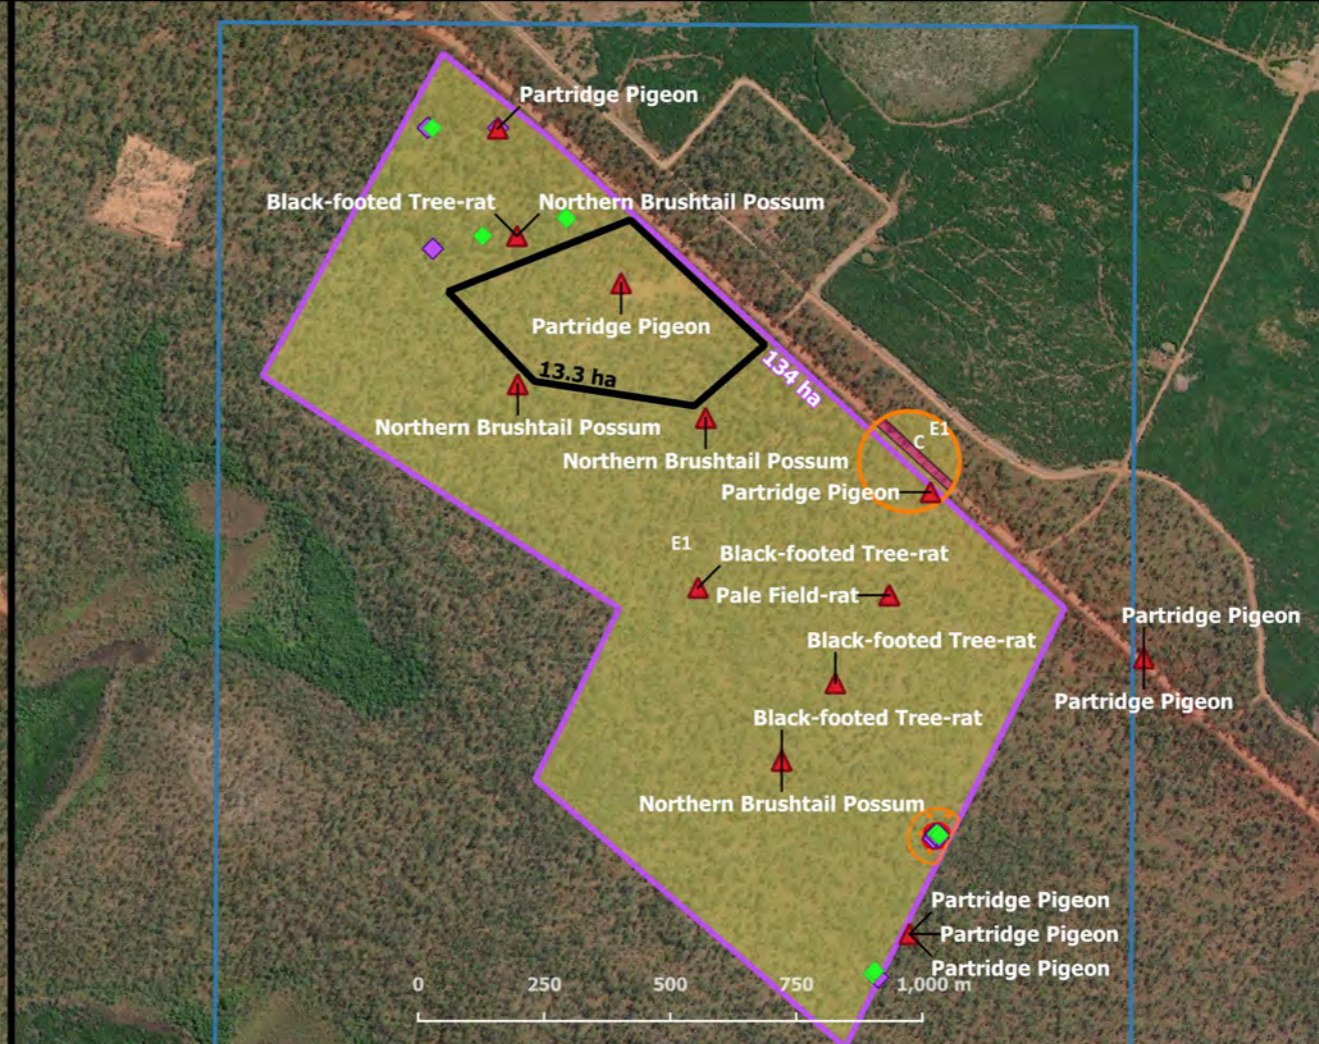 Partridge Pigeon
Black-footed Tree-rat
Northern Brushtail Possum
Partridge Pigeon
134 ha
13.3 ha
Northern Brushtail Possum
E1
C
Northern Brushtail Possum
Partridge Pigeon
E1
Black-footed Tree-rat
Pale Field-rat
Partridge Pigeon
Black-footed Tree-rat
Partridge Pigeon
Black-footed Tree-rat
Northern Brushtail Possum
Partridge Pigeon
Partridge Pigeon
Partridge Pigeon
0 250 500 750 1,000 m